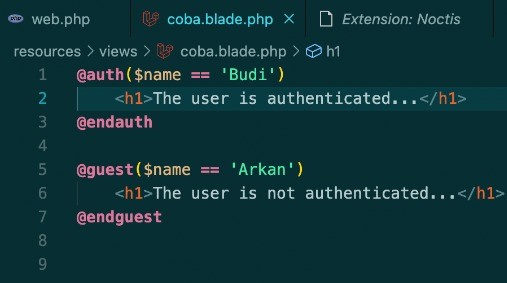 web.php
coba.blade.php
Extension: Noctis
resources > views > coba.blade.php > h1
1 @auth($name == 'Budi')
2 <h1>The user is authenticated...</h1>
3 @endauth
4
5 @guest($name == 'Arkan')
6 <h1>The user is not authenticated...</h1>
7 @endguest
8
9